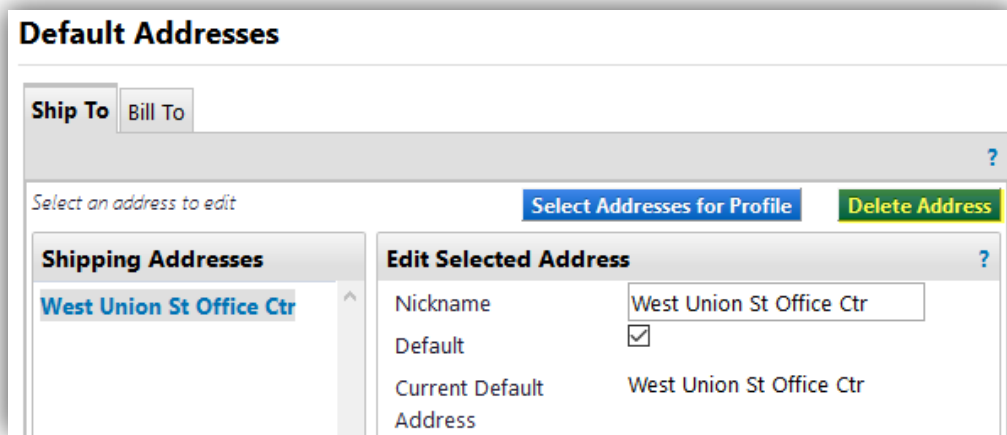 Default Addresses
Ship To Bill To
?
Select an address to edit Select Addresses for Profile Delete Address
Shipping Addresses Edit Selected Address ?
West Union St Office Ctr Nickname West Union St Office Ctr
Default
Current Default West Union St Office Ctr
Address